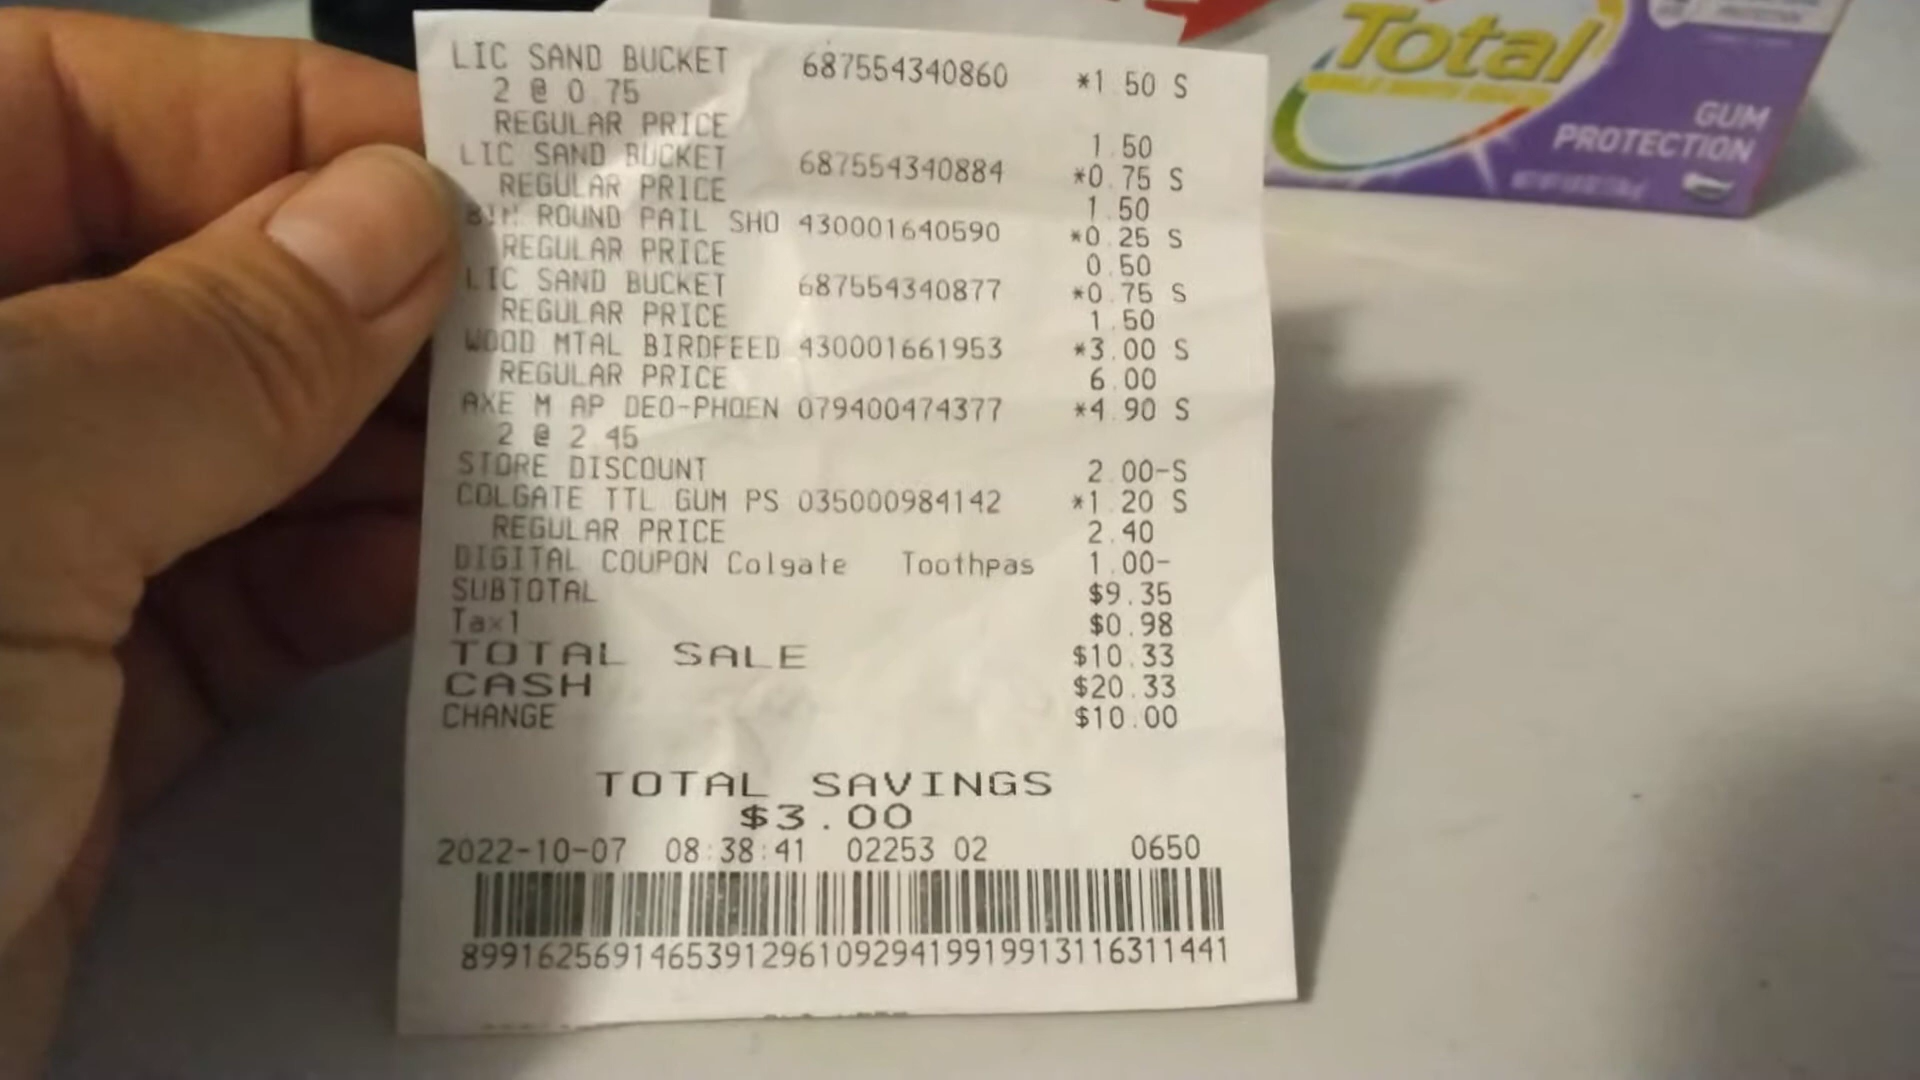 LIC SAND BUCKET 687554340860 *1.50 S
2 @ 0.75
REGULAR PRICE 1.50
LIC SAND BUCKET 687554340884 *0.75 S
REGULAR PRICE 1.50
ROUND PAIL SHO 430001640590 *0.25 S
REGULAR PRICE 0.50
LIC SAND BUCKET 687554340877 *0.75 S
REGULAR PRICE 1.50
WOOD MTAL BIRDFEED 430001661953 *3.00 S
REGULAR PRICE 6.00
AXE M AP DEO-PHOEN 079400474377 *4.90 S
2 @ 2.45
STORE DISCOUNT 2.00-S
COLGATE TTL GUM PS 035000984142 *1.20 S
REGULAR PRICE 2.40
DIGITAL COUPON Colgate Toothpas 1.00-
SUBTOTAL $9.35
Tax1 $0.98
TOTAL SALE $10.33
CASH $20.33
CHANGE $10.00
TOTAL SAVINGS
$3.00
2022-10-07 08:38:41 02253 02 0650
899162569146539129610929419919913116311441
Total
GUM
PROTECTION